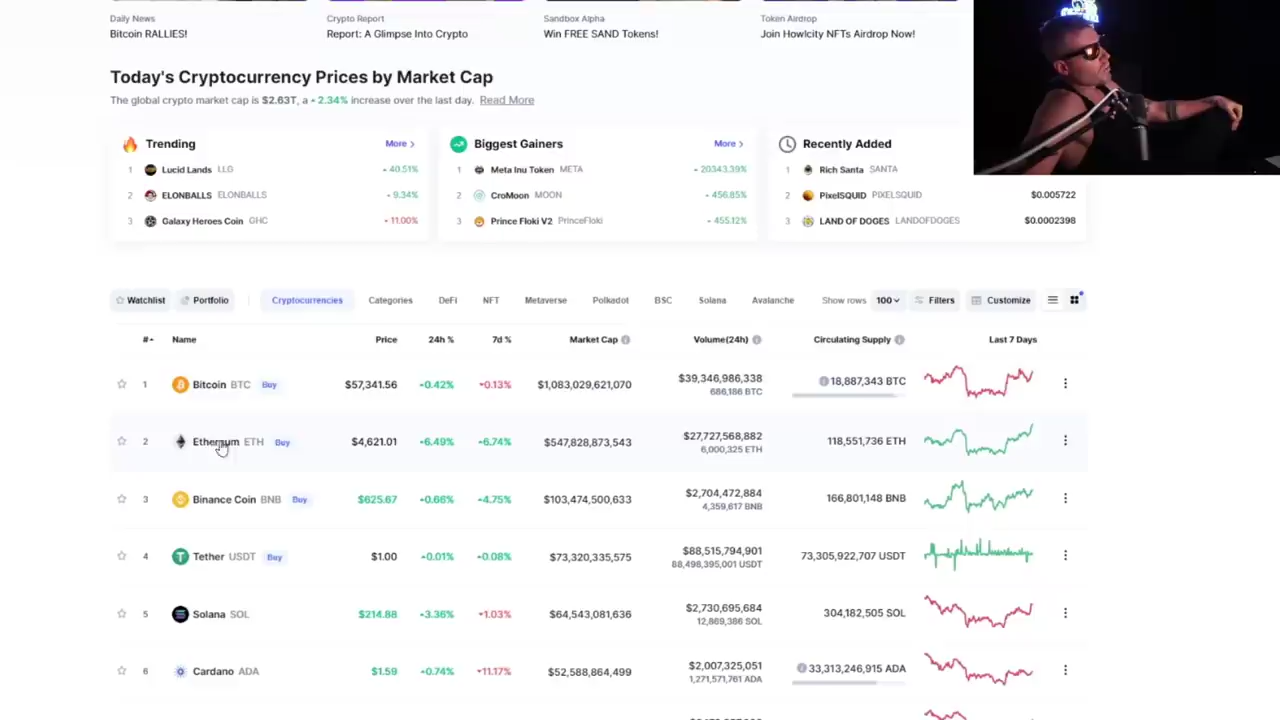 Daily News
Bitcoin RALLIES!
Crypto Report
Report: A Glimpse Into Crypto
Sandbox Alpha
Win FREE SAND Tokens!
Token Airdrop
Join Howlcity NFTs Airdrop Now!
Today's Cryptocurrency Prices by Market Cap
The global crypto market cap is $2.63T, a 2.34% increase over the last day. Read More
Trending More
1 Lucid Lands LLG 40.51%
2 ELONBALLS ELONBALLS 9.34%
3 Galaxy Heroes Coin GHC 11.00%
Biggest Gainers More
1 Meta Inu Token META 20343.39%
2 CroMoon MOON 456.85%
3 Prince Floki V2 PrinceFloki 455.12%
Recently Added
1 Rich Santa SANTA
2 PixelSQUID PIXELSQUID $0.005722
3 LAND OF DOGES LANDOFDOGES $0.0002398
Watchlist Portfolio Cryptocurrencies Categories DeFi NFT Metaverse Polkadot BSC Solana Avalanche Show rows 100 Filters Customize
# Name Price 24h % 7d % Market Cap Volume(24h) Circulating Supply Last 7 Days
1 Bitcoin BTC Buy $57,341.56 0.42% 0.13% $1,083,029,621,070 $39,346,986,338 18,887,343 BTC
686,186 BTC
2 Ethereum ETH Buy $4,621.01 6.49% 6.74% $547,828,873,543 $27,727,568,882 118,551,736 ETH
6,000,325 ETH
3 Binance Coin BNB Buy $625.67 0.66% 4.75% $103,474,500,633 $2,704,472,884 166,801,148 BNB
4,359,617 BNB
4 Tether USDT Buy $1.00 0.01% 0.08% $73,320,335,575 $88,515,794,901 73,305,922,707 USDT
88,498,395,001 USDT
5 Solana SOL $214.88 3.36% 1.03% $64,543,081,636 $2,730,695,684 304,182,505 SOL
12,869,386 SOL
6 Cardano ADA $1.59 0.74% 11.17% $52,588,864,499 $2,007,325,051 33,313,246,915 ADA
1,271,571,761 ADA